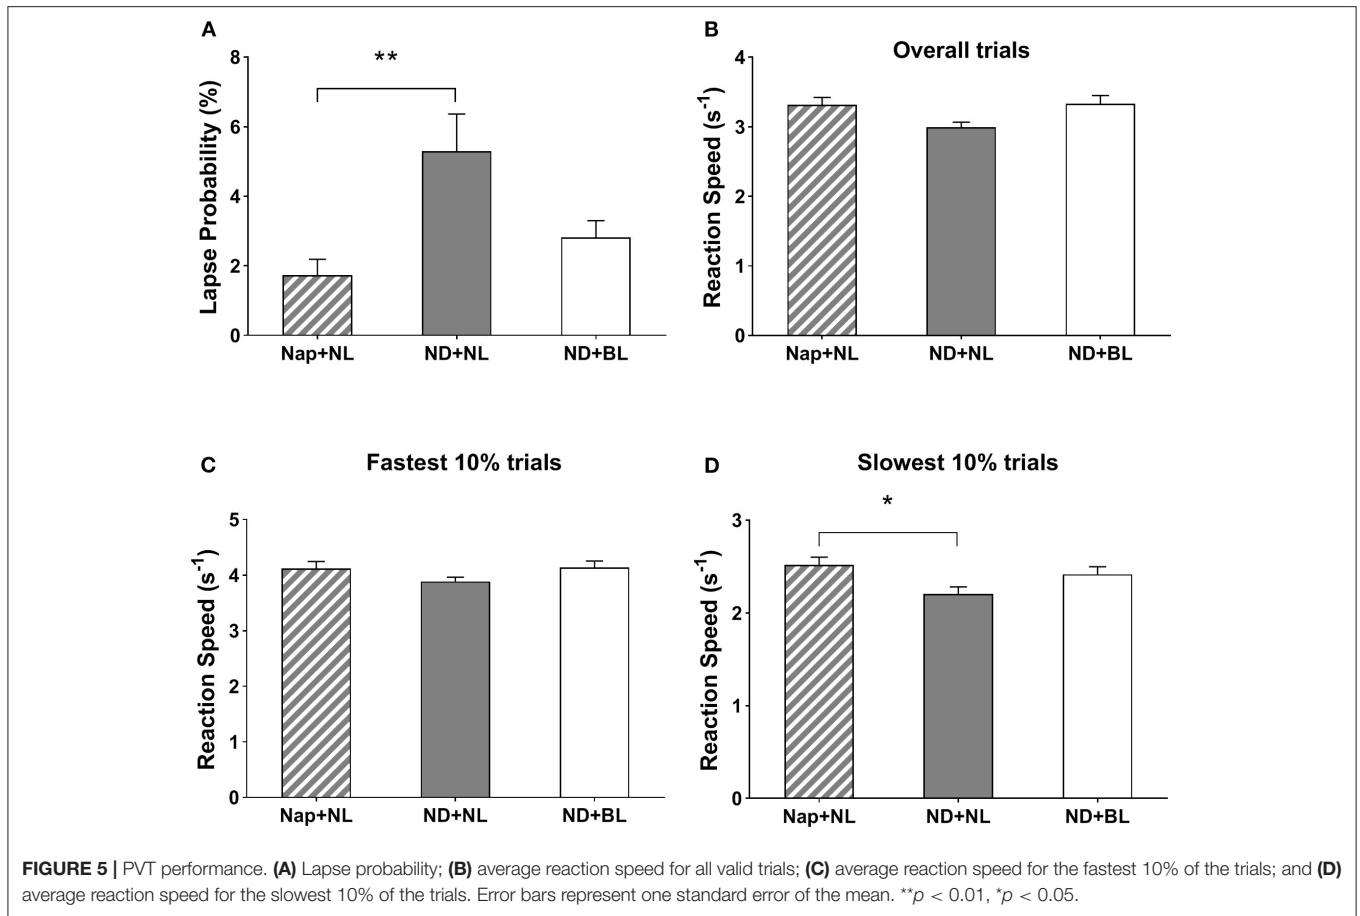 A
8
6
4
2
0
Lapse Probability (%)
**
Nap+NL ND+NL ND+BL
B
Overall trials
4
3
2
1
0
Reaction Speed (s-1)
Nap+NL ND+NL ND+BL
C
Fastest 10% trials
5
4
3
2
1
0
Reaction Speed (s-1)
Nap+NL ND+NL ND+BL
D
Slowest 10% trials
3
2
1
0
Reaction Speed (s-1)
*
Nap+NL ND+NL ND+BL
FIGURE 5 | PVT performance. (A) Lapse probability; (B) average reaction speed for all valid trials; (C) average reaction speed for the fastest 10% of the trials; and (D)
average reaction speed for the slowest 10% of the trials. Error bars represent one standard error of the mean. **p < 0.01, *p < 0.05.